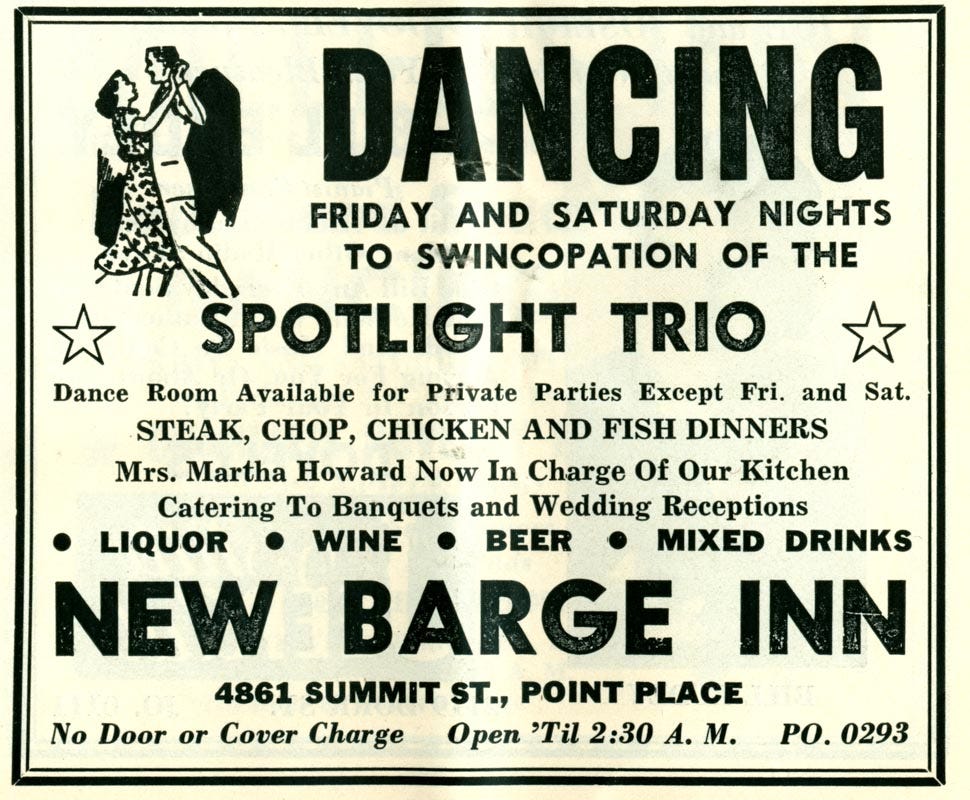 DANCING
FRIDAY AND SATURDAY NIGHTS
TO SWINCOPATION OF THE
SPOTLIGHT TRIO
Dance Room Available for Private Parties Except Fri. and Sat.
STEAK, CHOP, CHICKEN AND FISH DINNERS
Mrs. Martha Howard Now In Charge Of Our Kitchen
Catering To Banquets and Wedding Receptions
● LIQUOR ● WINE ● BEER ● MIXED DRINKS
NEW BARGE INN
4861 SUMMIT ST., POINT PLACE
No Door or Cover Charge Open 'Til 2:30 A. M. PO. 0293